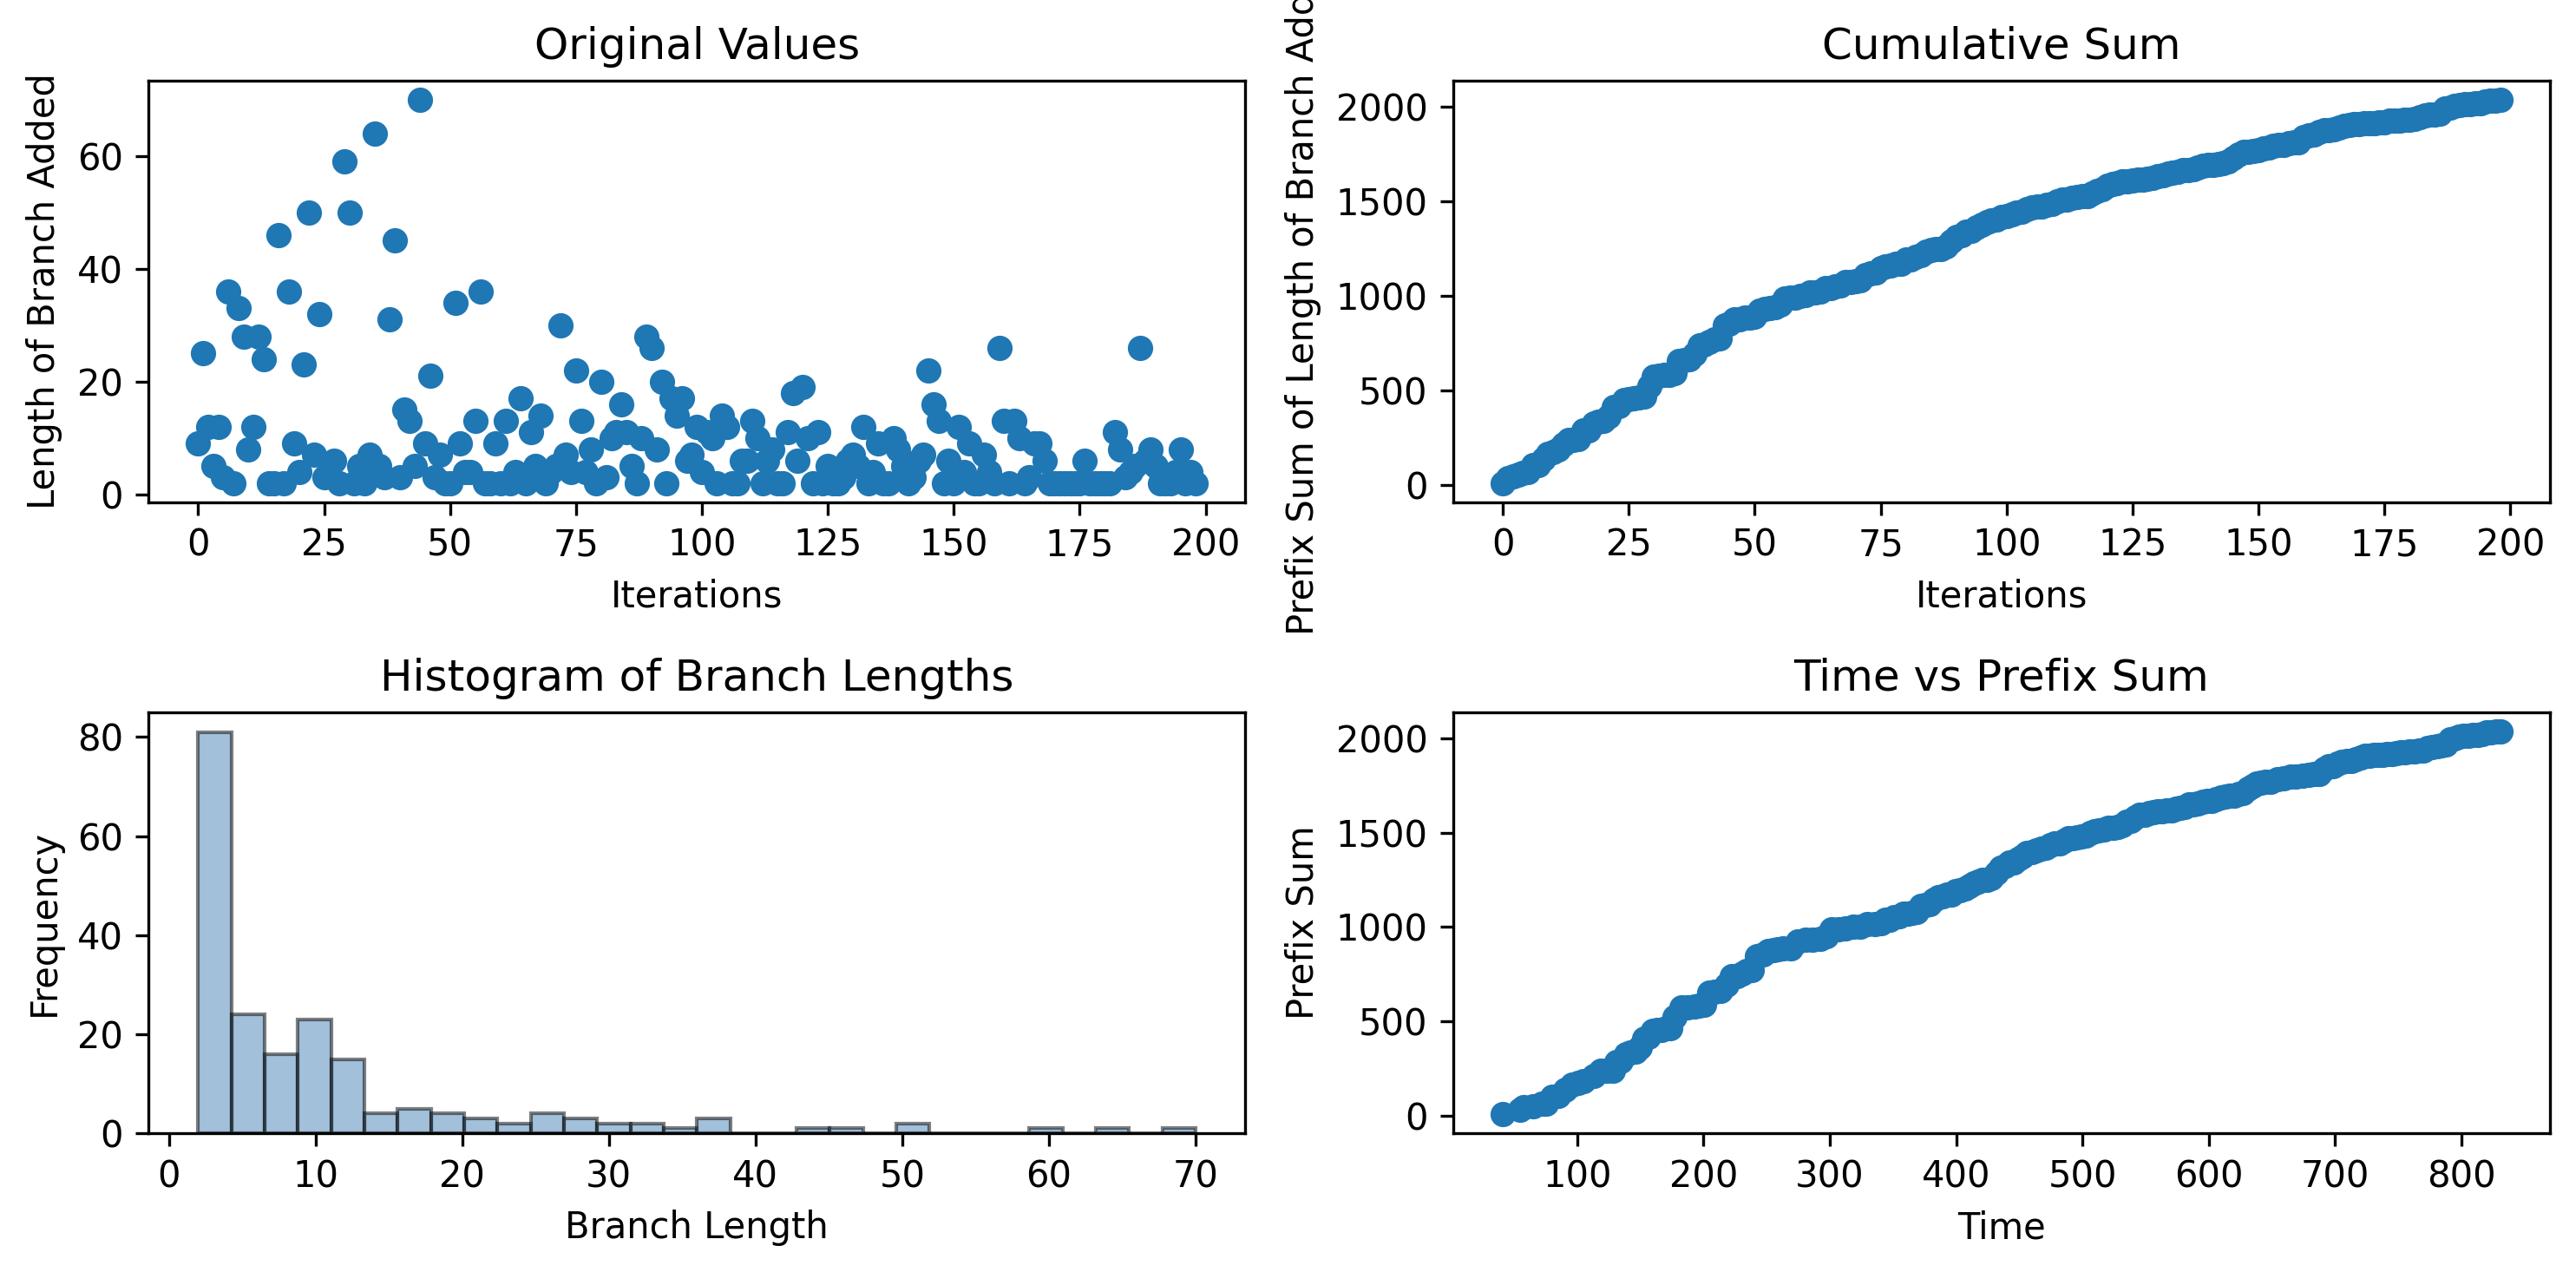 Original Values
Length of Branch Added
60
40
20
0
0 25 50 75 100 125 150 175 200
Iterations
Cumulative Sum
Prefix Sum of Length of Branch
2000
1500
1000
500
0
0 25 50 75 100 125 150 175 200
Iterations
Histogram of Branch Lengths
Frequency
80
60
40
20
0
0 10 20 30 40 50 60 70
Branch Length
Time vs Prefix Sum
Prefix Sum
2000
1500
1000
500
0
100 200 300 400 500 600 700 800
Time